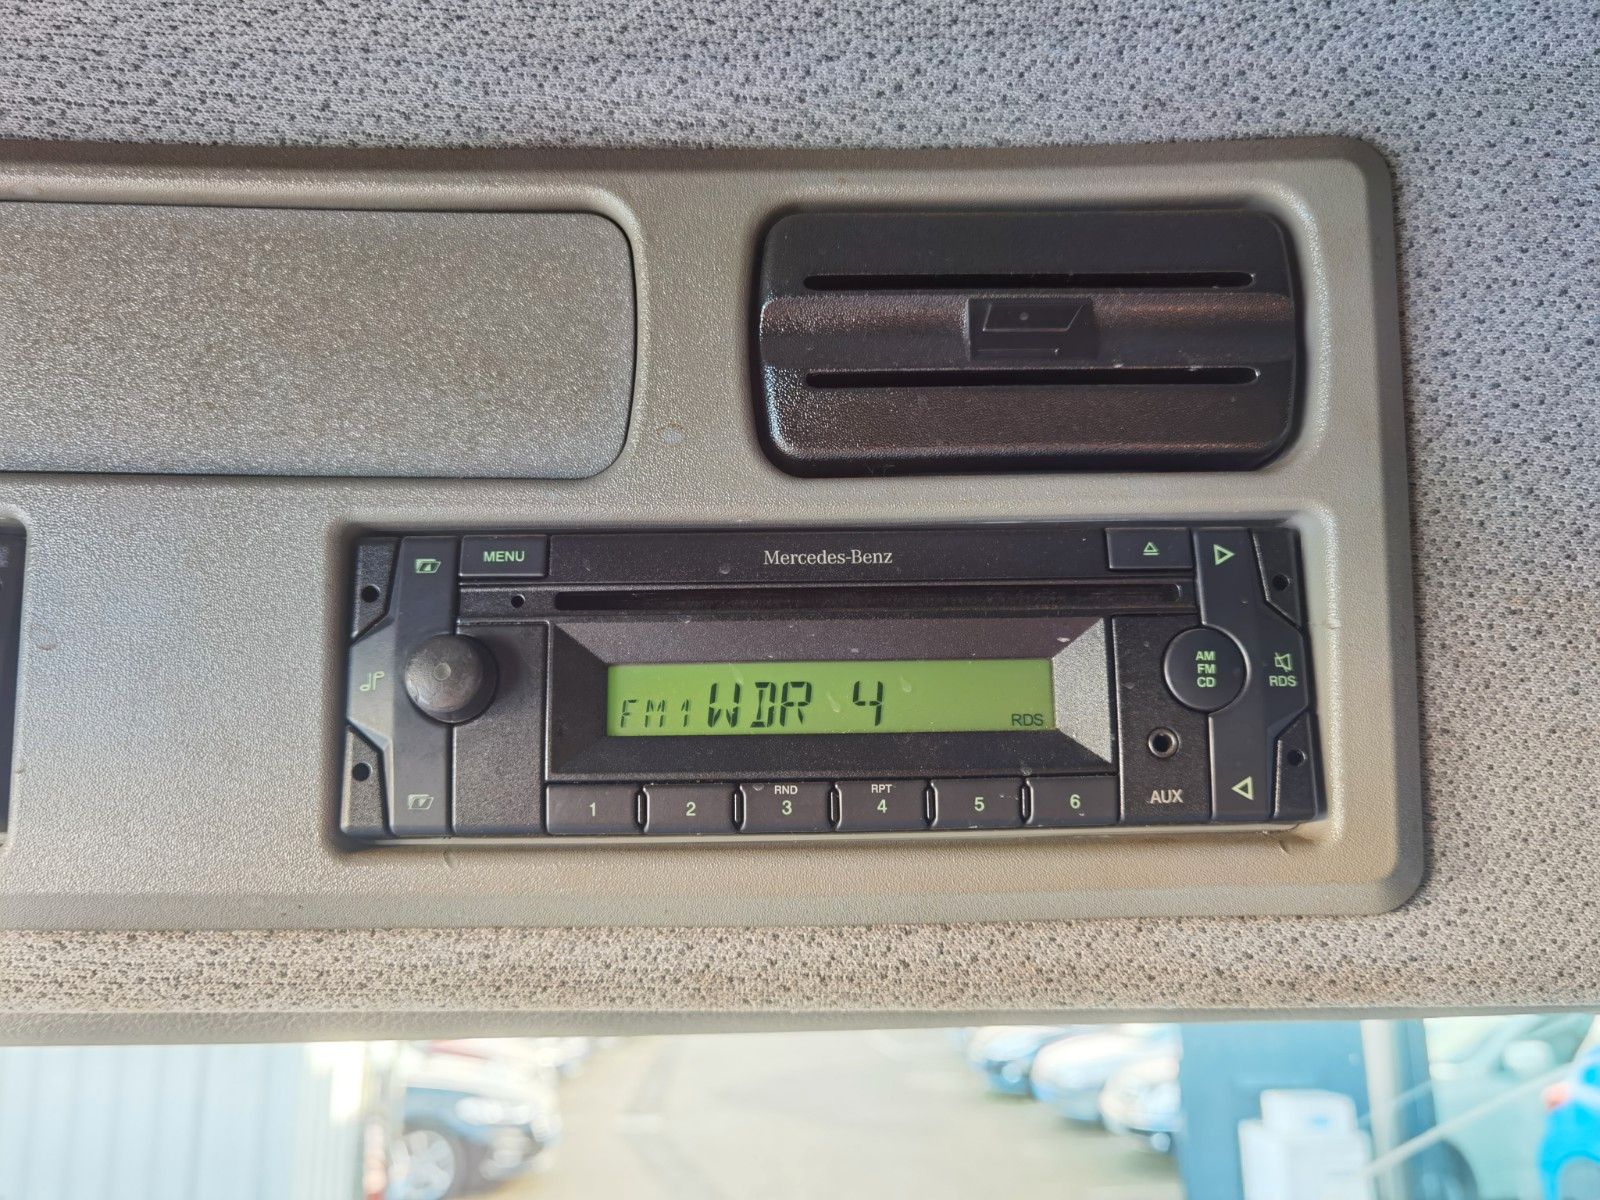 MENU
Mercedes-Benz
AM
FM
CD
RDS
FM1 WDR 4
RDS
RND
RPT
1
2
3
4
5
6
AUX